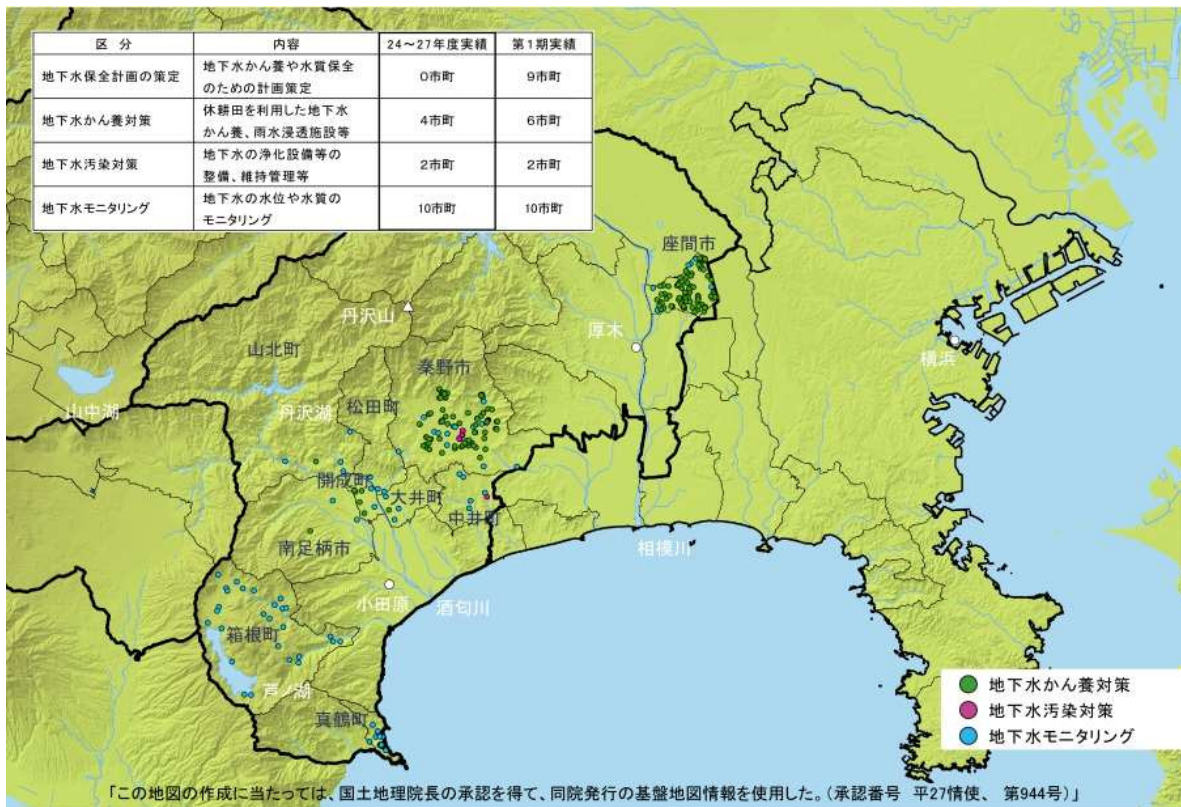 区 分 内容 24～27年度実績 第1期実績
地下水保全計画の策定 地下水かん養や水質保全 0市町 9市町
のための計画策定
地下水かん養対策 休耕田を利用した地下水 4市町 6市町
かん養、雨水浸透施設等
地下水汚染対策 地下水の浄化設備等の 2市町 2市町
整備、維持管理等
地下水モニタリング 地下水の水位や水質の 10市町 10市町
モニタリング
座間市
丹沢山
厚木
山北町
秦野市
横浜
山中湖
丹沢湖
松田町
開成町
大井町
中井町
南足柄市
相模川
小田原
酒匂川
箱根町
芦ノ湖
真鶴町
地下水かん養対策
地下水汚染対策
地下水モニタリング
「この地図の作成に当たっては、国土地理院長の承認を得て、同院発行の基盤地図情報を使用した。(承認番号 平27情使、 第944号)」